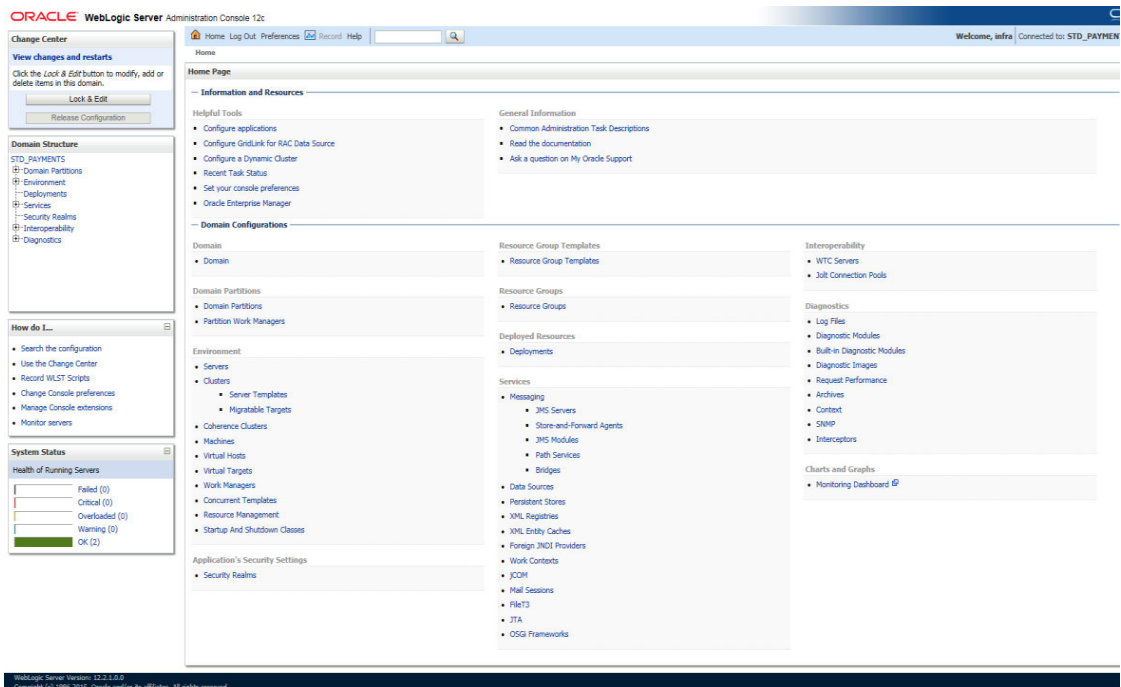 ORACLE WebLogic Server Administration Console 12c
Change Center
View changes and restarts
Click the Lock & Edit button to modify, add or
delete items in this domain.
Lock & Edit
Release Configuration
Domain Structure
STD_PAYMENTS
Domain Partitions
Environment
Deployments
Services
Security Realms
Interoperability
Diagnostics
How do I...
Search the configuration
Use the Change Center
Record WLST Scripts
Change Console preferences
Manage Console extensions
Monitor servers
System Status
Health of Running Servers
Failed (0)
Critical (0)
Overloaded (0)
Warning (0)
OK (2)
Home Log Out Preferences Record Help
Welcome, infra Connected to: STD_PAYMEN
Home
Home Page
Information and Resources
Helpful Tools
Configure applications
Configure GridLink for RAC Data Source
Configure a Dynamic Cluster
Recent Task Status
Set your console preferences
Oracle Enterprise Manager
General Information
Common Administration Task Descriptions
Read the documentation
Ask a question on My Oracle Support
Domain Configurations
Domain
Domain
Domain Partitions
Domain Partitions
Partition Work Managers
Environment
Servers
Clusters
Server Templates
Migratable Targets
Coherence Clusters
Machines
Virtual Hosts
Virtual Targets
Work Managers
Concurrent Templates
Resource Management
Startup And Shutdown Classes
Application's Security Settings
Security Realms
Resource Group Templates
Resource Group Templates
Resource Groups
Resource Groups
Deployed Resources
Deployments
Services
Messaging
JMS Servers
Store-and-Forward Agents
JMS Modules
Path Services
Bridges
Data Sources
Persistent Stores
XML Registries
XML Entity Caches
Foreign JNDI Providers
Work Contexts
jCOM
Mail Sessions
FileT3
JTA
OSGi Frameworks
Interoperability
WTC Servers
Jolt Connection Pools
Diagnostics
Log Files
Diagnostic Modules
Built-in Diagnostic Modules
Diagnostic Images
Request Performance
Archives
Context
SNMP
Interceptors
Charts and Graphs
Monitoring Dashboard
WebLogic Server Version: 12.2.1.0.0
Copyright (c) 1996,2015, Oracle and/or its affiliates. All rights reserved.